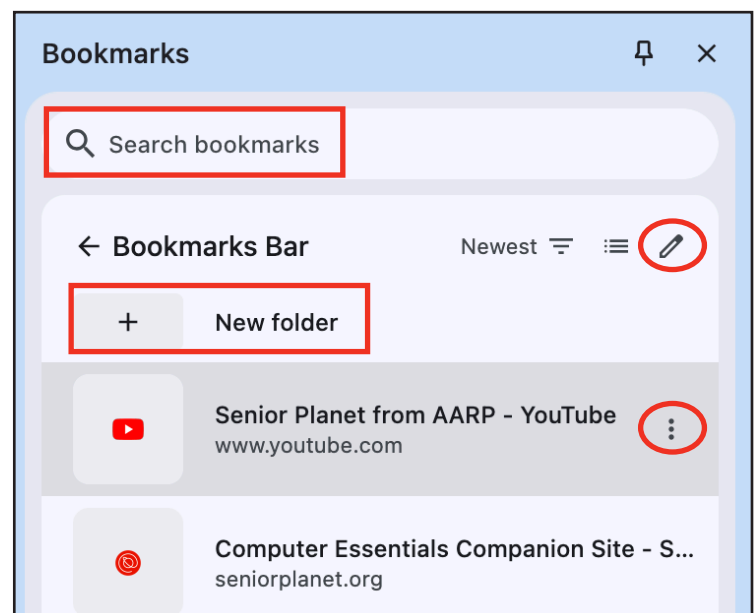 Bookmarks
Search bookmarks
Bookmarks Bar
Newest
New folder
Senior Planet from AARP - YouTube
www.youtube.com
Computer Essentials Companion Site - S...
seniorplanet.org